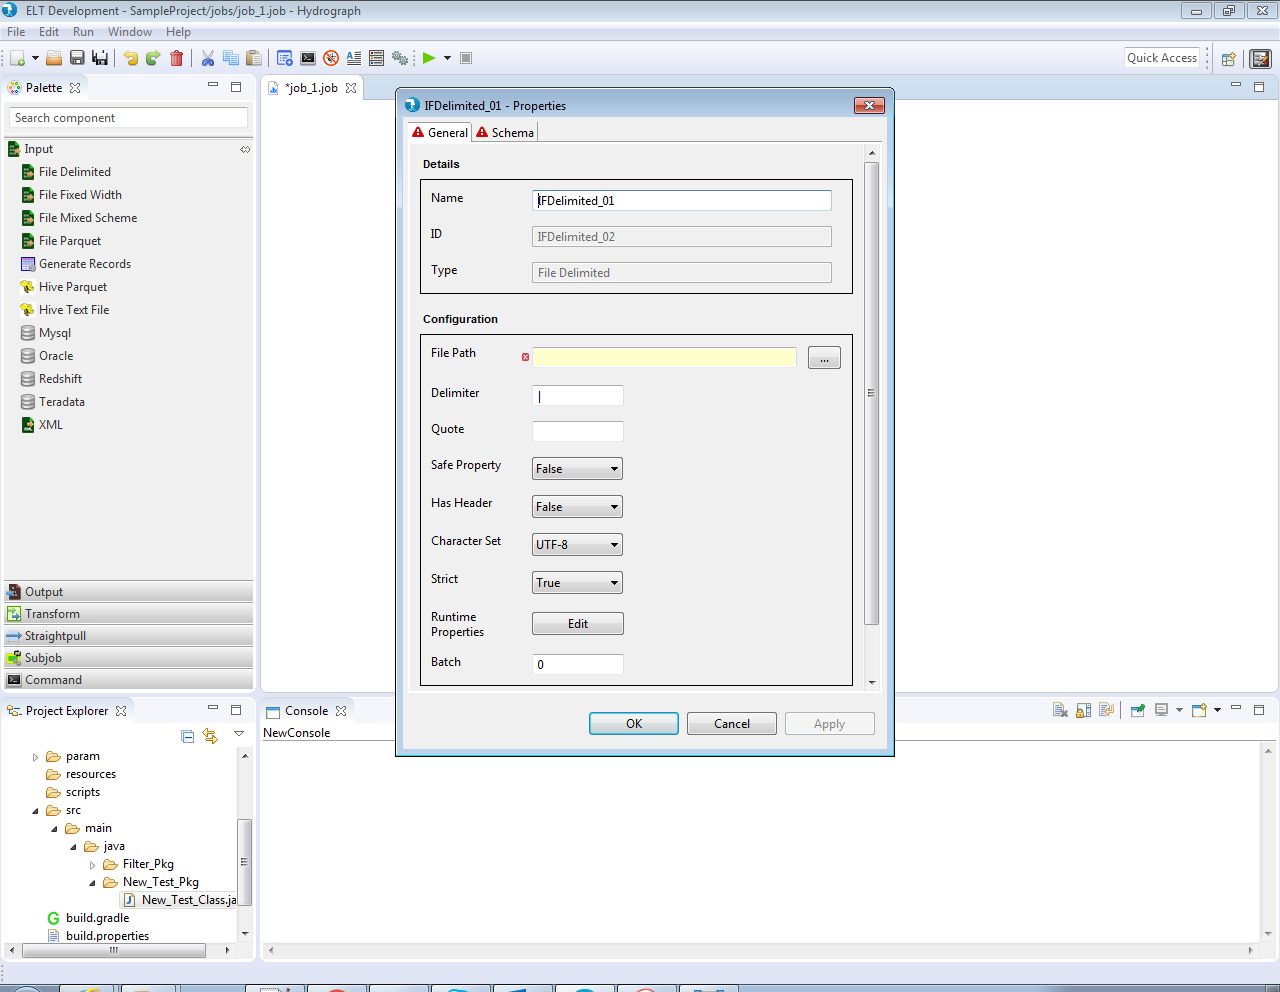 ELT Development - SampleProject/jobs/job_1.job - Hydrograph
File Edit Run Window Help
Quick Access
Palette
*job_1.job
Search component
Input
File Delimited
File Fixed Width
File Mixed Scheme
File Parquet
Generate Records
Hive Parquet
Hive Text File
Mysql
Oracle
Redshift
Teradata
XML
Output
Transform
Straightpull
Subjob
Command
IFDelimited_01 - Properties
General Schema
Details
Name IFDelimited_01
ID IFDelimited_02
Type File Delimited
Configuration
File Path ...
Delimiter |
Quote
Safe Property False
Has Header False
Character Set UTF-8
Strict True
Runtime
Properties Edit
Batch 0
OK Cancel Apply
Project Explorer
param
resources
scripts
src
main
java
Filter_Pkg
New_Test_Pkg
New_Test_Class.ja
build.gradle
build.properties
Console
NewConsole